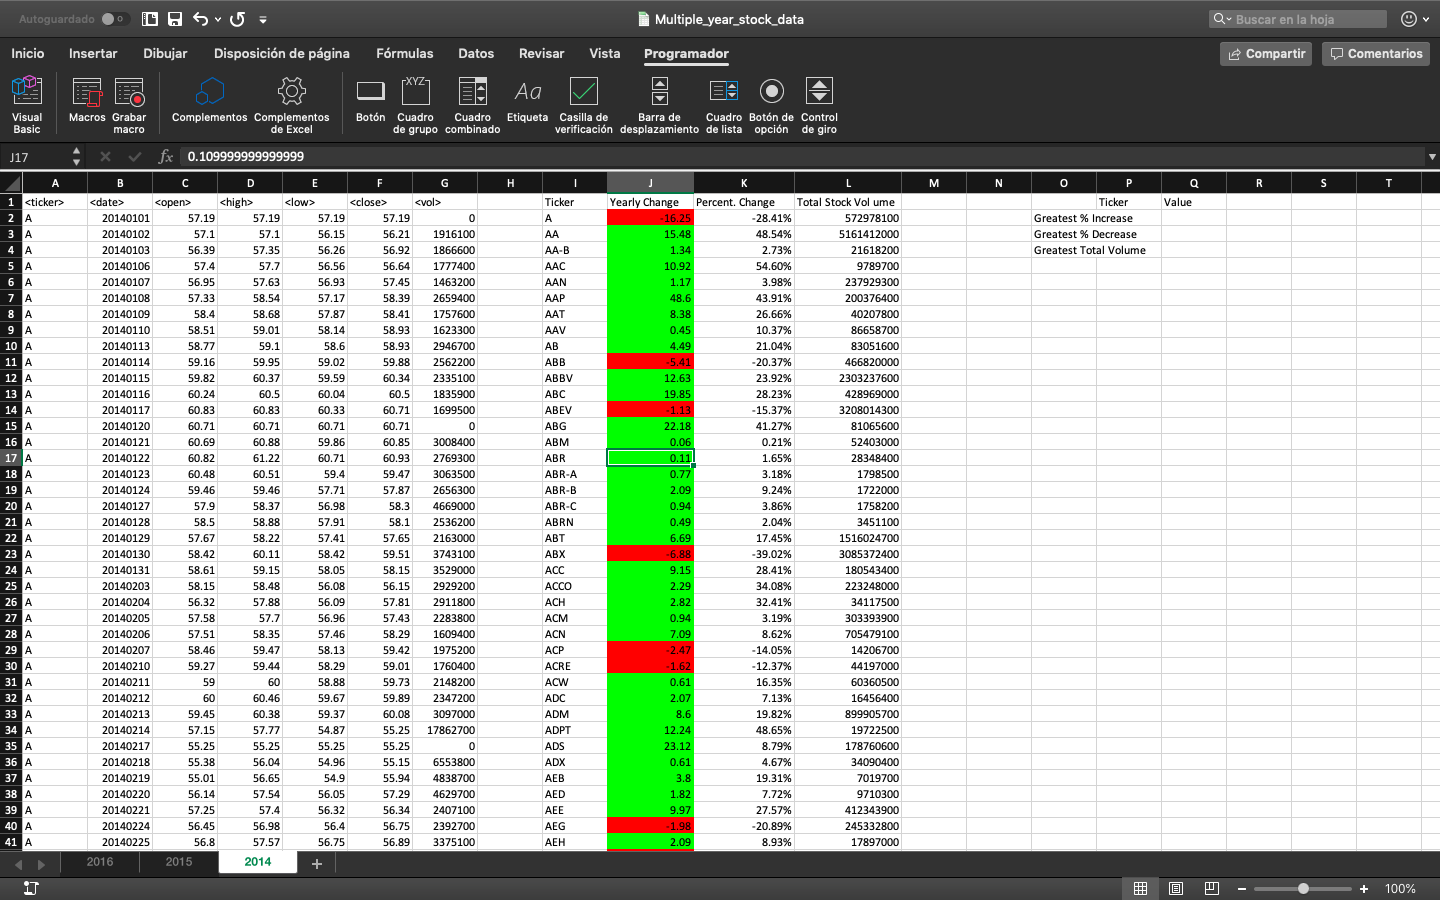 Autoguardado
Multiple_year_stock_data
Buscar en la hoja
Inicio Insertar Dibujar Disposición de página Fórmulas Datos Revisar Vista Programador Compartir Comentarios
Visual Basic Macros Grabar macro Complementos Complementos de Excel Botón Cuadro de grupo Cuadro combinado Etiqueta Casilla de verificación Barra de desplazamiento Cuadro de lista Botón de opción Control de giro
J17 fx 0.109999999999999
A B C D E F G H I J K L M N O P Q R S T
1 <ticker> <date> <open> <high> <low> <close> <vol> Ticker Yearly Change Percent. Change Total Stock Vol ume Ticker Value
2 A 20140101 57.19 57.19 57.19 57.19 0 A -16.25 -28.41% 572978100 Greatest % Increase
3 A 20140102 57.1 57.1 56.15 56.21 1916100 AA 15.48 48.54% 5161412000 Greatest % Decrease
4 A 20140103 56.39 57.35 56.26 56.92 1866600 AA-B 1.34 2.73% 21618200 Greatest Total Volume
5 A 20140106 57.4 57.7 56.56 56.64 1777400 AAC 10.92 54.60% 9789700
6 A 20140107 56.95 57.63 56.93 57.45 1463200 AAN 1.17 3.98% 237929300
7 A 20140108 57.33 58.54 57.17 58.39 2659400 AAP 48.6 43.91% 200376400
8 A 20140109 58.4 58.68 57.87 58.41 1757600 AAT 8.38 26.66% 40207800
9 A 20140110 58.51 59.01 58.14 58.93 1623300 AAV 0.45 10.37% 86658700
10 A 20140113 58.77 59.1 58.6 58.93 2946700 AB 4.49 21.04% 83051600
11 A 20140114 59.16 59.95 59.02 59.88 2562200 ABB -5.41 -20.37% 466820000
12 A 20140115 59.82 60.37 59.59 60.34 2335100 ABBV 12.63 23.92% 2303237600
13 A 20140116 60.24 60.5 60.04 60.5 1835900 ABC 19.85 28.23% 428969000
14 A 20140117 60.83 60.83 60.33 60.71 1699500 ABEV -1.13 -15.37% 3208014300
15 A 20140120 60.71 60.71 60.71 60.71 0 ABG 22.18 41.27% 81065600
16 A 20140121 60.69 60.88 59.86 60.85 3008400 ABM 0.06 0.21% 52403000
17 A 20140122 60.82 61.22 60.71 60.93 2769300 ABR 0.11 1.65% 28348400
18 A 20140123 60.48 60.51 59.4 59.47 3063500 ABR-A 0.77 3.18% 1798500
19 A 20140124 59.46 59.46 57.71 57.87 2656300 ABR-B 2.09 9.24% 1722000
20 A 20140127 57.9 58.37 56.98 58.3 4669000 ABR-C 0.94 3.86% 1758200
21 A 20140128 58.5 58.88 57.91 58.1 2536200 ABRN 0.49 2.04% 3451100
22 A 20140129 57.67 58.22 57.41 57.65 2163000 ABT 6.69 17.45% 1516024700
23 A 20140130 58.42 60.11 58.42 59.51 3743100 ABX -6.88 -39.02% 3085372400
24 A 20140131 58.61 59.15 58.05 58.15 3529000 ACC 9.15 28.41% 180543400
25 A 20140203 58.15 58.48 56.08 56.15 2929200 ACCO 2.29 34.08% 223248000
26 A 20140204 56.32 57.88 56.09 57.81 2911800 ACH 2.82 32.41% 34117500
27 A 20140205 57.58 57.7 56.96 57.43 2283800 ACM 0.94 3.19% 303393900
28 A 20140206 57.51 58.35 57.46 58.29 1609400 ACN 7.09 8.62% 705479100
29 A 20140207 58.46 59.47 58.13 59.42 1975200 ACP -2.47 -14.05% 14206700
30 A 20140210 59.27 59.44 58.29 59.01 1760400 ACRE -1.62 -12.37% 44197000
31 A 20140211 59 60 58.88 59.73 2148200 ACW 0.61 16.35% 60360500
32 A 20140212 60 60.46 59.67 59.89 2347200 ADC 2.07 7.13% 16456400
33 A 20140213 59.45 60.38 59.37 60.08 3097000 ADM 8.6 19.82% 899905700
34 A 20140214 57.15 57.77 54.87 55.25 17862700 ADPT 12.24 48.65% 19722500
35 A 20140217 55.25 55.25 55.25 55.25 0 ADS 23.12 8.79% 178760600
36 A 20140218 55.38 56.04 54.96 55.15 6553800 ADX 0.61 4.67% 34090400
37 A 20140219 55.01 56.65 54.9 55.94 4838700 AEB 3.8 19.31% 7019700
38 A 20140220 56.14 57.54 56.05 57.29 4629700 AED 1.82 7.72% 9710300
39 A 20140221 57.25 57.4 56.32 56.34 2407100 AEE 9.97 27.57% 412343900
40 A 20140224 56.45 56.98 56.4 56.75 2392700 AEG -1.98 -20.89% 245332800
41 A 20140225 56.8 57.57 56.75 56.89 3375100 AEH 2.09 8.93% 17897000
2016 2015 2014 +
100%